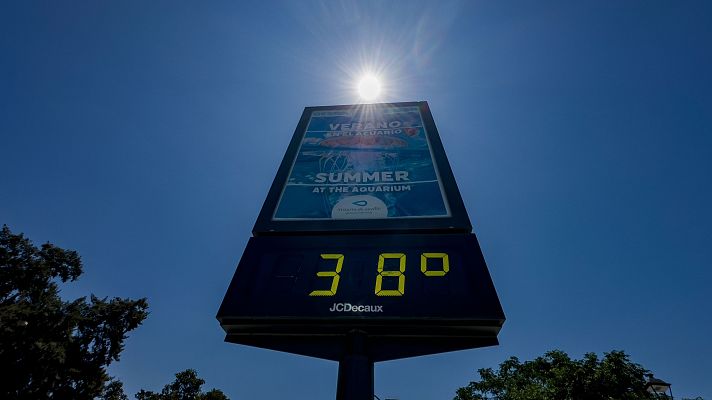 VERANO
EN EL ACUARIO
SUMMER
AT THE AQUARIUM
38°
JCDecaux